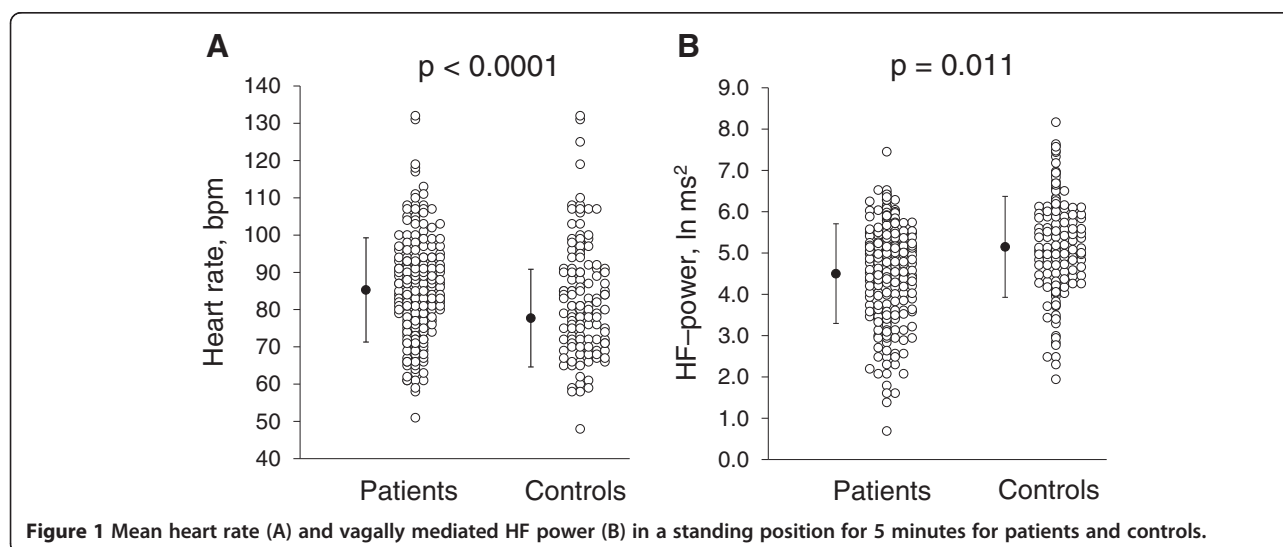 A
p < 0.0001
Heart rate, bpm
140
130
120
110
100
90
80
70
60
50
40
Patients
Controls
B
p = 0.011
HF–power, ln ms²
9.0
8.0
7.0
6.0
5.0
4.0
3.0
2.0
1.0
0.0
Patients
Controls
Figure 1 Mean heart rate (A) and vagally mediated HF power (B) in a standing position for 5 minutes for patients and controls.